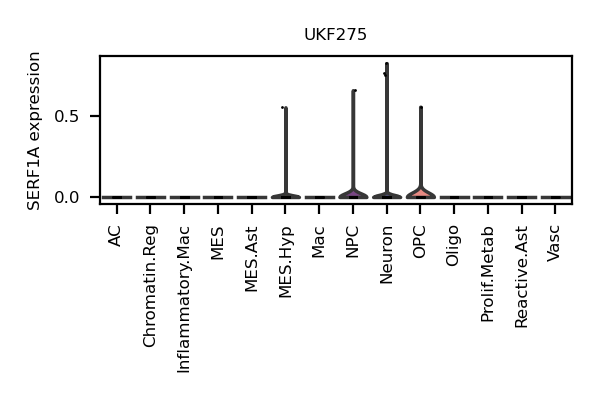 UKF275
SERF1A expression
0.5
0.0
AC
Chromatin.Reg
Inflammatory.Mac
MES
MES.Ast
MES.Hyp
Mac
NPC
Neuron
OPC
Oligo
Prolif.Metab
Reactive.Ast
Vasc